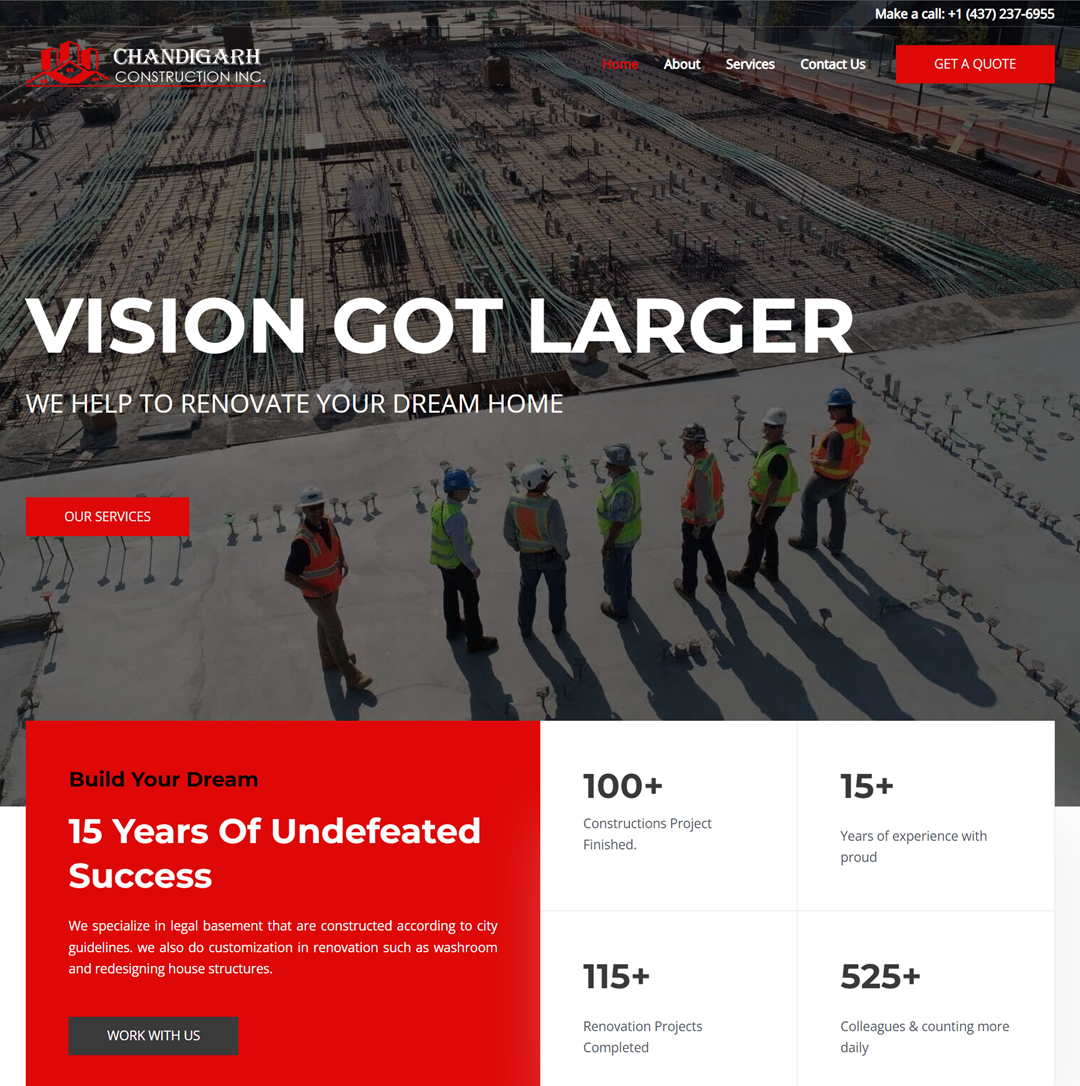 Make a call: +1 (437) 237-6955
CHANDIGARH
CONSTRUCTION INC.
Home
About
Services
Contact Us
GET A QUOTE
VISION GOT LARGER
WE HELP TO RENOVATE YOUR DREAM HOME
OUR SERVICES
Build Your Dream
15 Years Of Undefeated
Success
We specialize in legal basement that are constructed according to city
guidelines. we also do customization in renovation such as washroom
and redesigning house structures.
WORK WITH US
100+
Constructions Project
Finished.
15+
Years of experience with
proud
115+
Renovation Projects
Completed
525+
Colleagues & counting more
daily